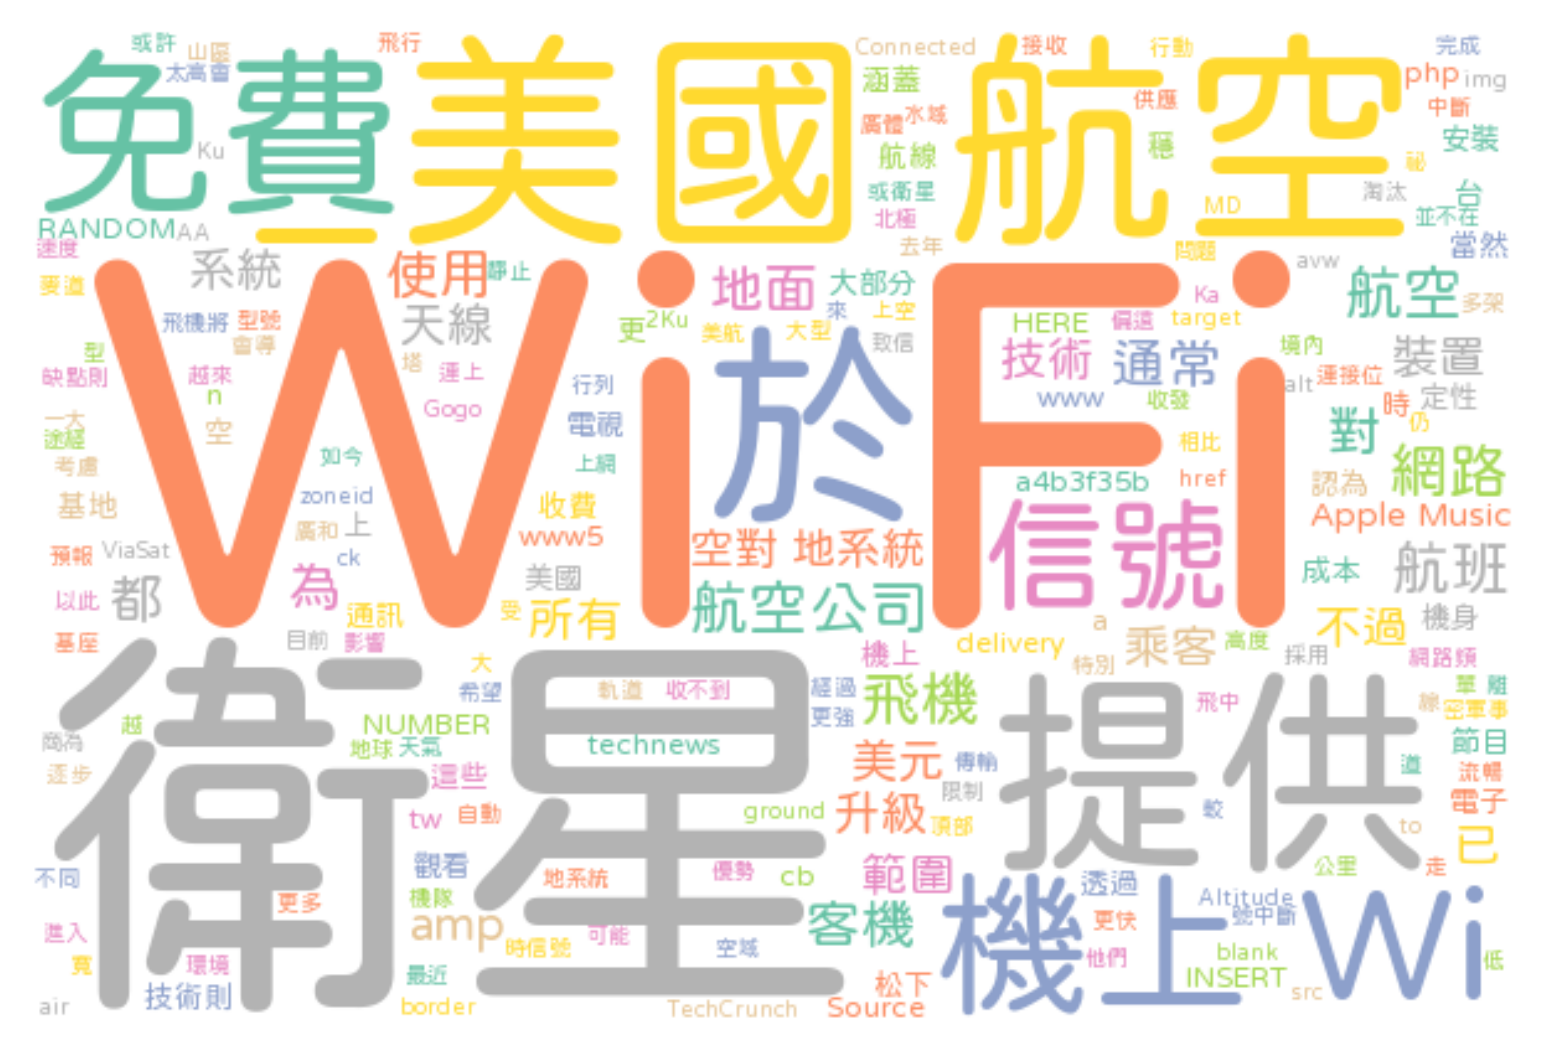 或許 山區 飛行 Connected 接收 行動 完成
太高會 涵蓋 供應 php img
免費 美國航空
中斷
Ku 廣體 水域 穩 安裝
航線 祕
或衛星 淘汰 台
RANDOM AA 一 北極 MD 並不在
速度 去年 問題 當然
系統 使用 靜止 地面 大部分 avw 航空
要道 Ka 多架
WiFi
飛機將 型號 天線 更 2Ku 美航 大型 來 上空 HERE 偏遠 target
會導 致信
型 塔 於 技術 通常 境內 裝置
缺點則 越來 連上 行列 alt 連接位
n Gogo www 收發 時 定性
一大 空 電視 對 仍
途經 如今 上網 相比 網路
考慮 a4b3f35b href 認為
基地 zoneid 收費 信號 Apple Music
廣和 上 www5 空對 地系統
預報 ViaSat ck 美國 成本 航班
都 為 航空公司
以此 通訊 受 所有 a 不過 機身
基座 目前 影響 機上 delivery 乘客 高度 採用 網路頻
大 特別
衛星 提供
希望 軌道 收不到 經過 飛機 單 離
越 NUMBER 更強 飛中 線 密軍事
商為 地球 天氣 technews 節目
逐步 這些 美元 傳輸 道 流暢
限制 電子
tw 自動 ground 升級 頂部 較 to 已
不同 觀看 地系統 優勢 cb 範圍 透過 公里 走
更多 機隊 Altitude
進入 amp 時信號 可能 空域 客機 機上 更快 號中斷 Wi
寬 環境 最近 他們 blank 低
技術則 松下 INSERT
air border TechCrunch Source src